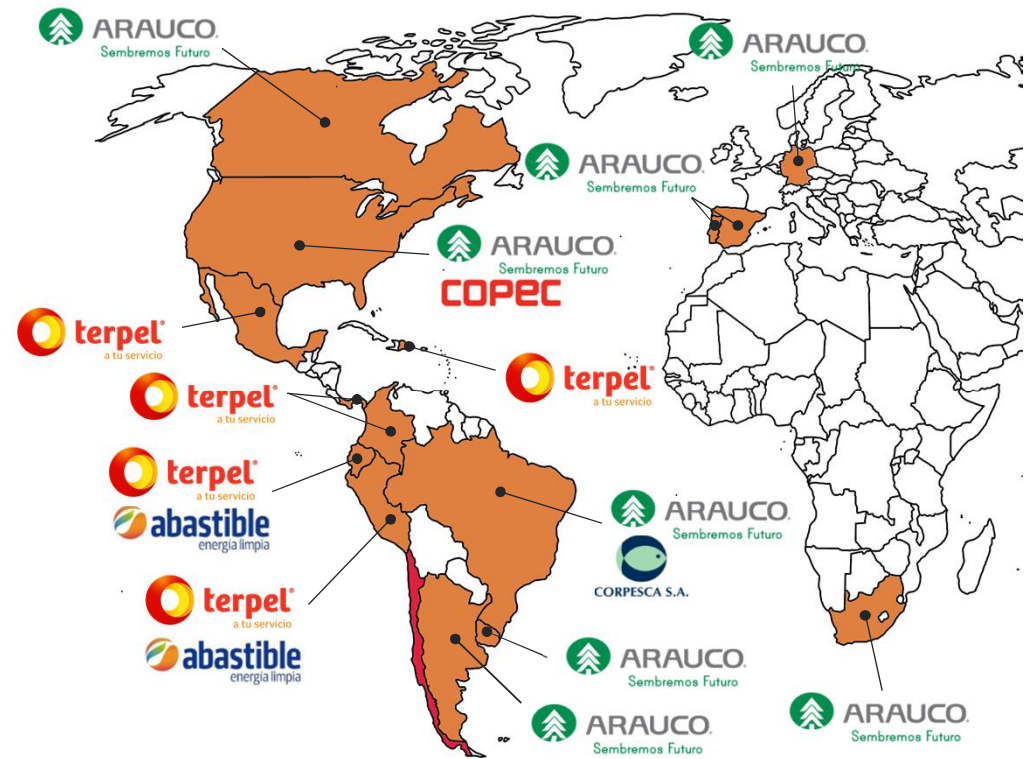 ARAUCO.
Sembremos Futuro
ARAUCO.
Sembremos Futuro
ARAUCO.
Sembremos Futuro
ARAUCO.
Sembremos Futuro
COPEC
terpel®
a tu servicio
terpel®
a tu servicio
terpel®
a tu servicio
terpel®
a tu servicio
abastible
energía limpia
ARAUCO.
Sembremos Futuro
CORPESCA S.A.
terpel®
a tu servicio
abastible
energía limpia
ARAUCO.
Sembremos Futuro
ARAUCO.
Sembremos Futuro
ARAUCO.
Sembremos Futuro